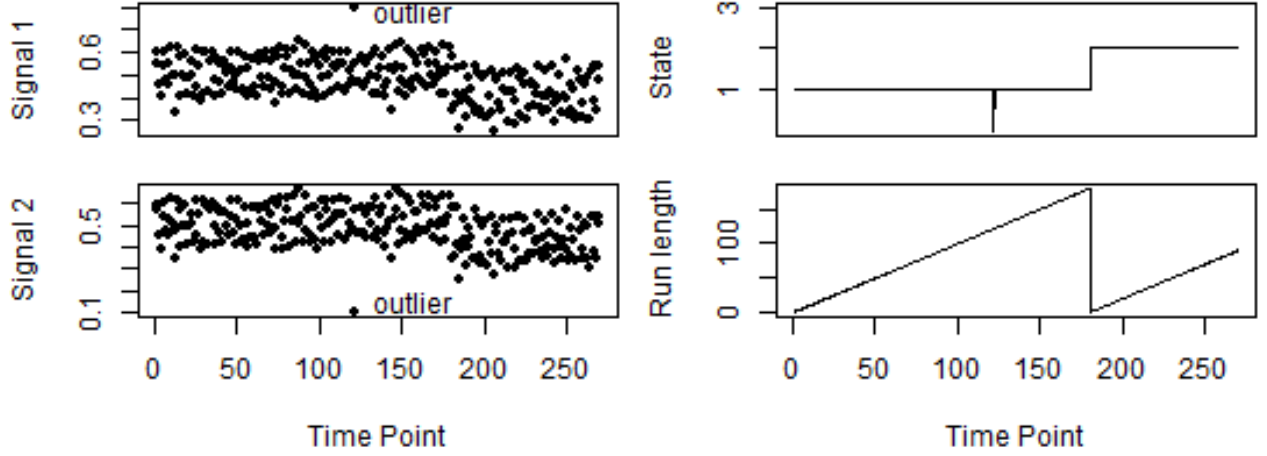 Signal 1
0.6
0.3
outlier
State
3
1
Signal 2
0.5
0.1
outlier
0 50 100 150 200 250
Time Point
Run length
100
0
0 50 100 150 200 250
Time Point